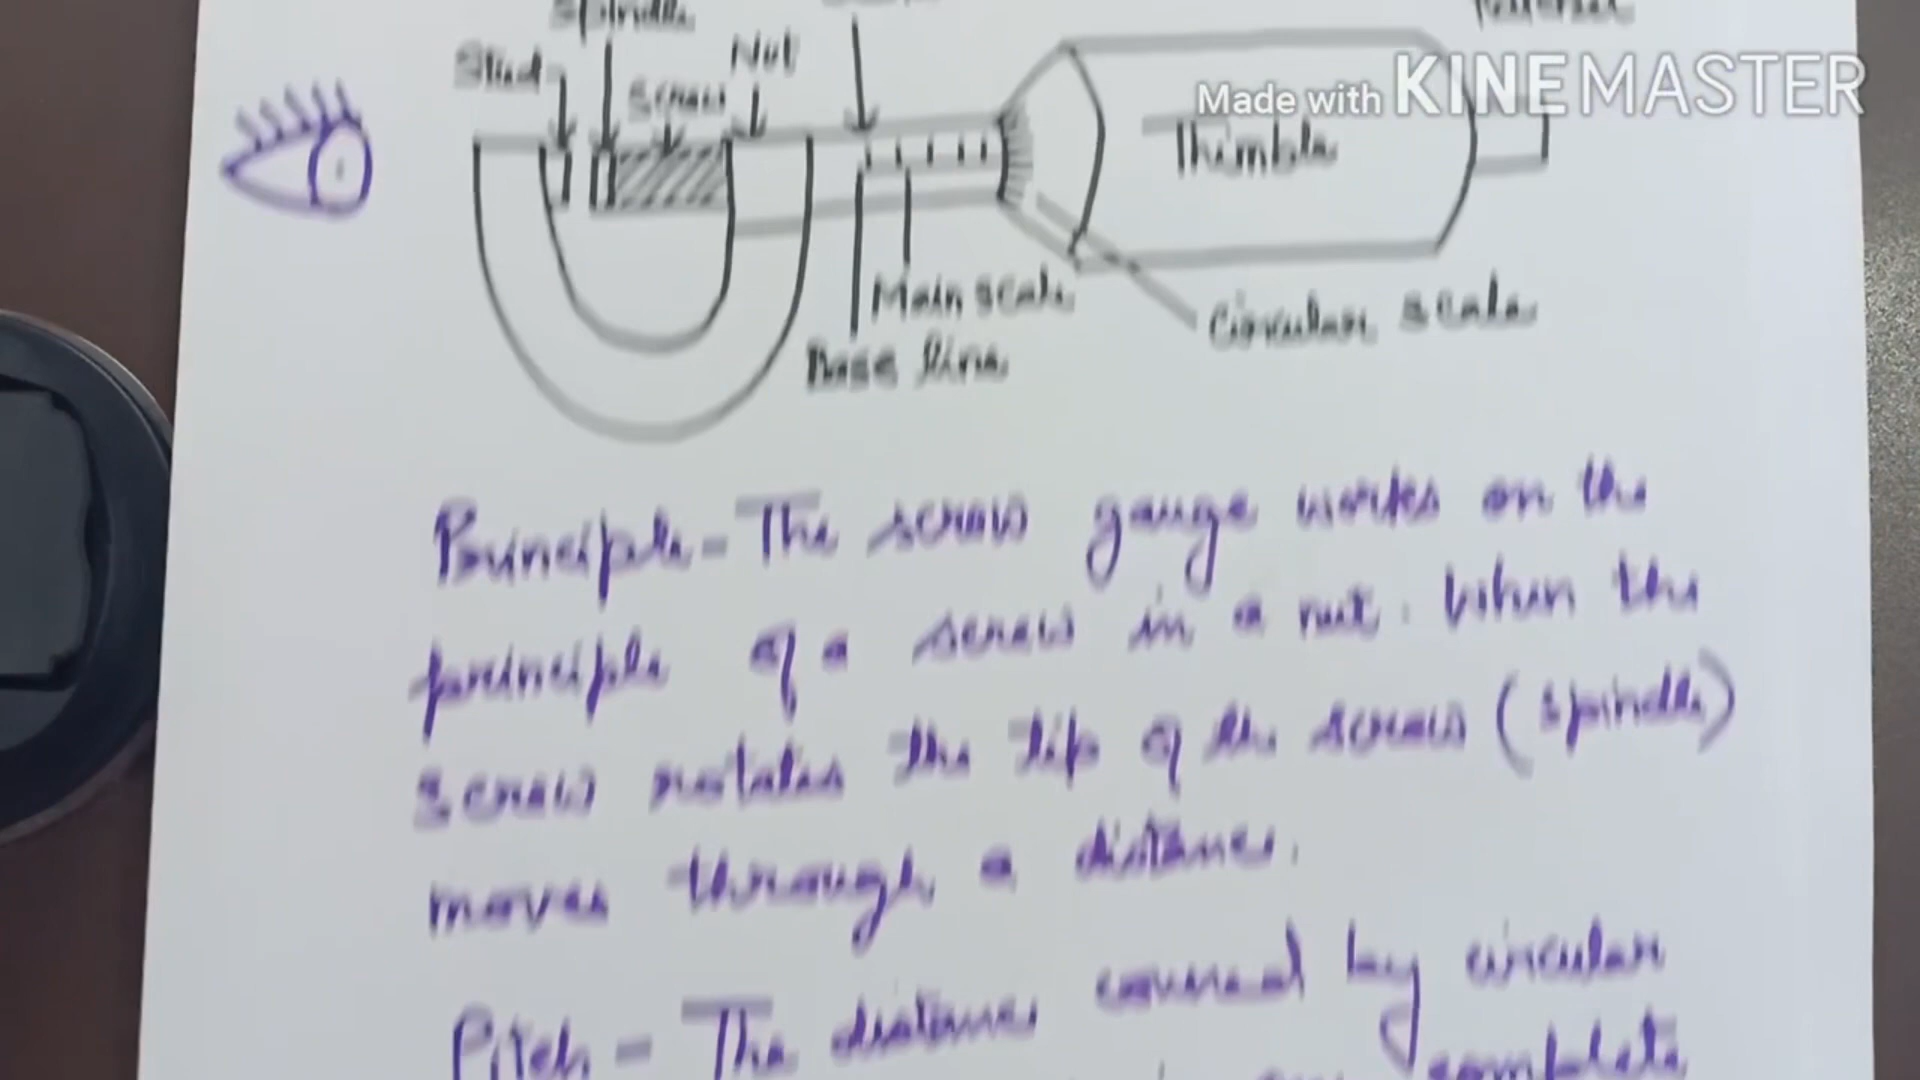 Spindle
Stud
Screw
Nut
Made with KINEMASTER
Thimble
Main scale
Base line
Circular scale
Principle - The screw gauge works on the
principle of a screw in a nut. When the
screw rotates the tip of the screw (spindle)
moves through a distance.
Pitch - The distance covered by circular
complete